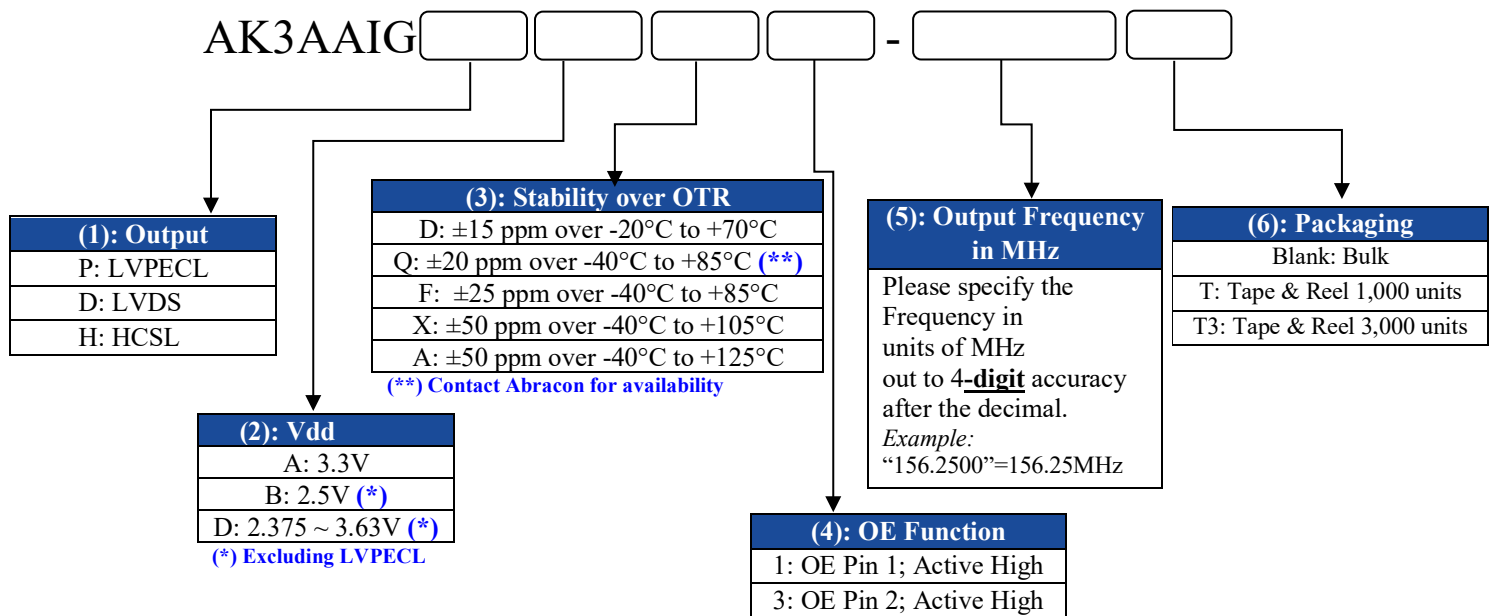 AK3AAIG -
(1): Output
P: LVPECL
D: LVDS
H: HCSL
(2): Vdd
A: 3.3V
B: 2.5V (*)
D: 2.375 ~ 3.63V (*)
(*) Excluding LVPECL
(3): Stability over OTR
D: ±15 ppm over -20°C to +70°C
Q: ±20 ppm over -40°C to +85°C (**)
F: ±25 ppm over -40°C to +85°C
X: ±50 ppm over -40°C to +105°C
A: ±50 ppm over -40°C to +125°C
(**) Contact Abracon for availability
(4): OE Function
1: OE Pin 1; Active High
3: OE Pin 2; Active High
(5): Output Frequency
in MHz
Please specify the
Frequency in
units of MHz
out to 4-digit accuracy
after the decimal.
Example:
“156.2500”=156.25MHz
(6): Packaging
Blank: Bulk
T: Tape & Reel 1,000 units
T3: Tape & Reel 3,000 units